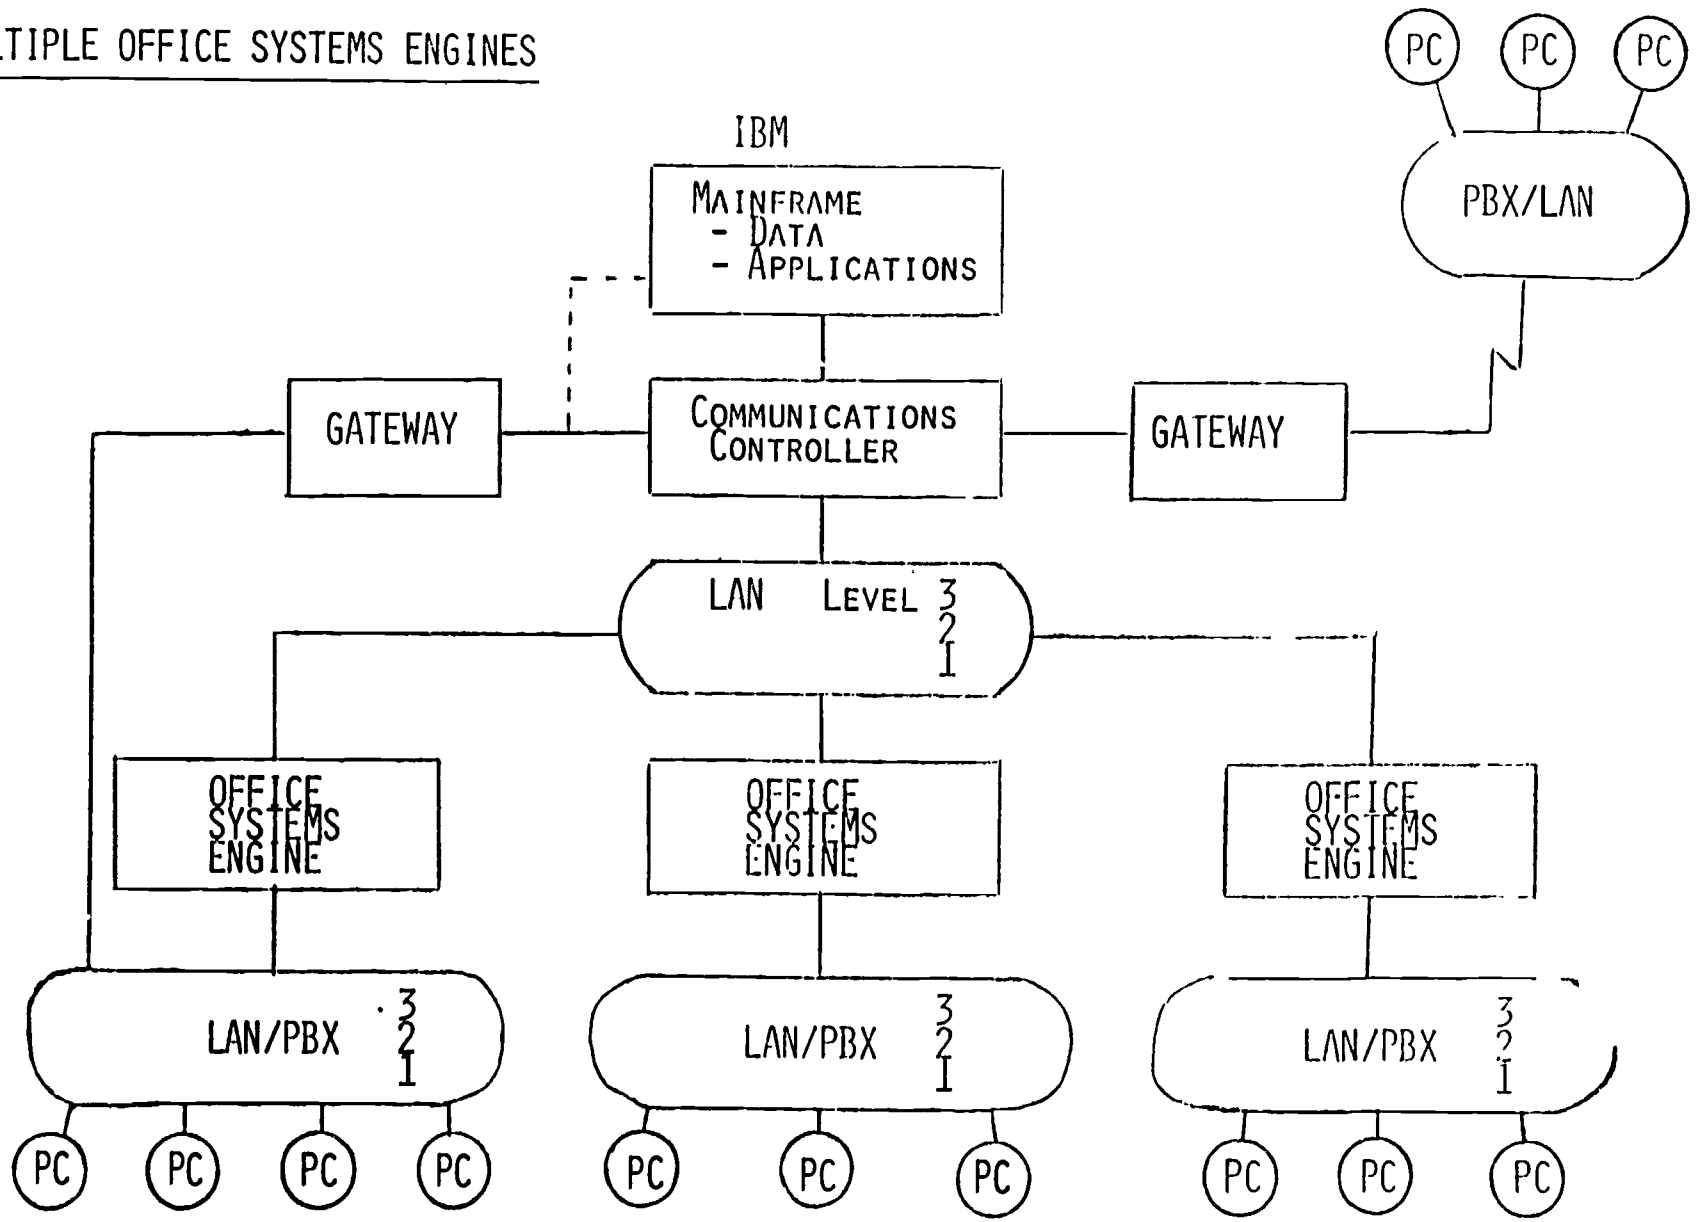 LTIPLE OFFICE SYSTEMS ENGINES
PC PC PC
PBX/LAN
IBM
MAINFRAME
- DATA
- APPLICATIONS
GATEWAY
COMMUNICATIONS
CONTROLLER
GATEWAY
LAN LEVEL 3
2
1
OFFICE
SYSTEMS
ENGINE
OFFICE
SYSTEMS
ENGINE
OFFICE
SYSTEMS
ENGINE
3
LAN/PBX 2
1
3
LAN/PBX 2
1
3
LAN/PBX 2
1
PC PC PC PC
PC PC PC
PC PC PC